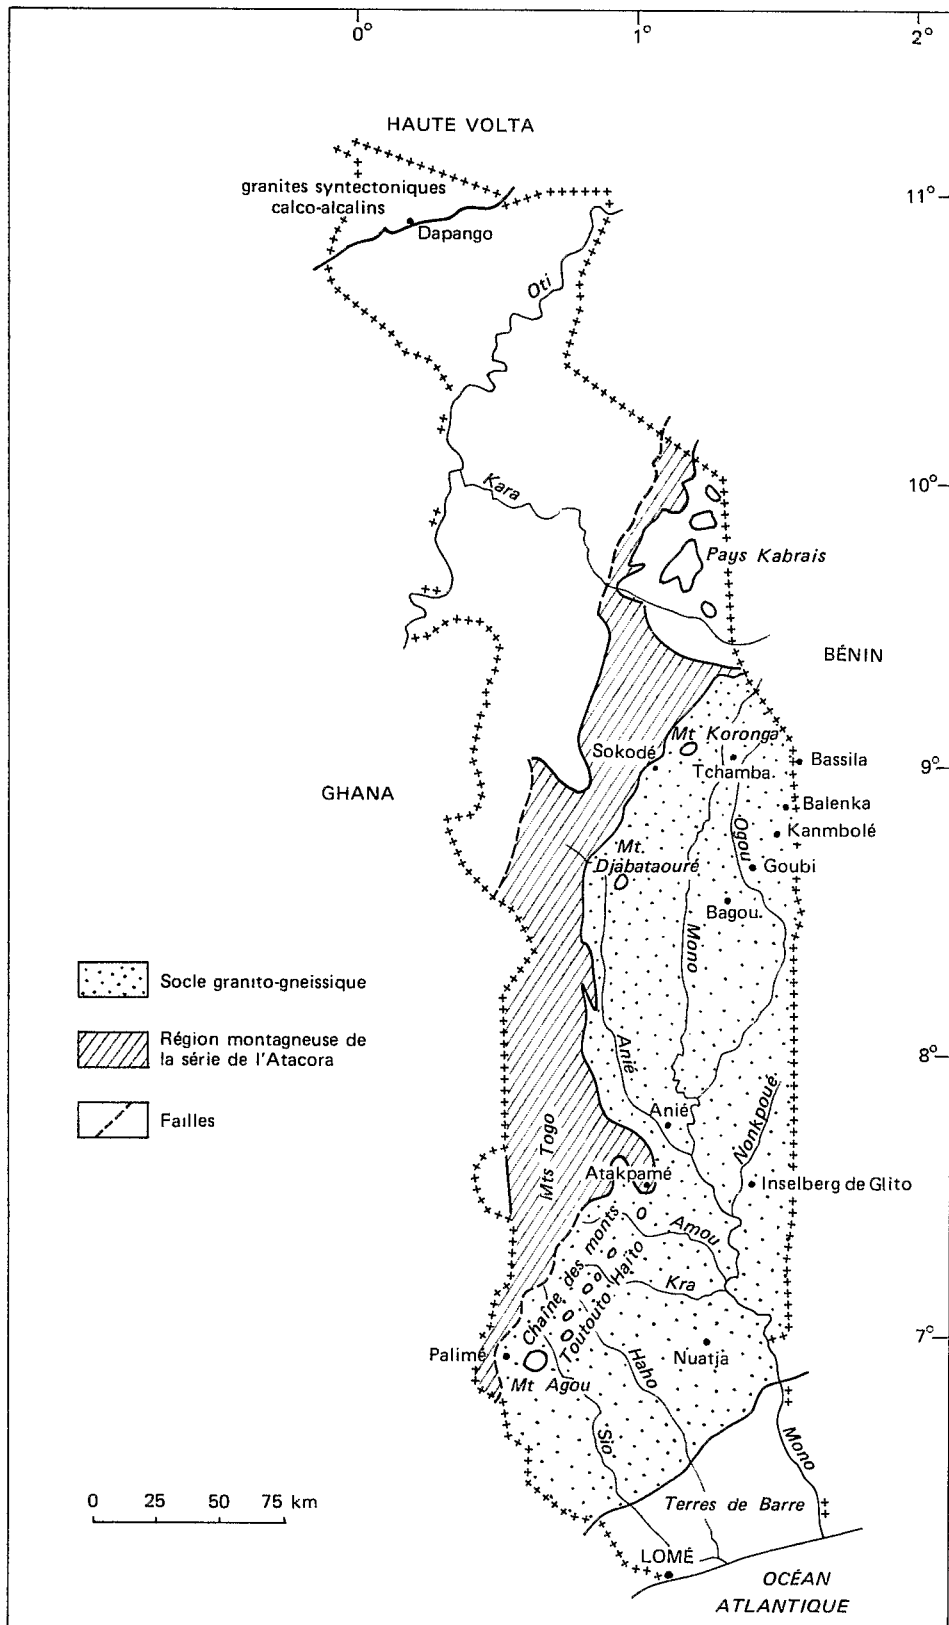 0°
1°
2°
HAUTE VOLTA
granites syntectoniques
calco-alcalins
11°
Dapango
Oti
Kara
10°
Pays Kabrais
BÉNIN
Mt Koronga
Sokodé
Tchamba
Bassila
9°
GHANA
Balenka
Kanmbolé
Mt.
Djabataouré
Ogou
Goubi
Bagou
Mono
Socle granito-gneissique
Région montagneuse de
la série de l'Atacora
Failles
8°
Anié
Anié
Nonkpoué
Mts Togo
Atakpamé
Inselberg de Glito
Amou
Chaîne des monts
Toutouto Haïto
Kra
7°
Palimé
Nuatja
Mt Agou
Haho
Sio
Mono
0 25 50 75 km
Terres de Barre
LOMÉ
OCÉAN
ATLANTIQUE